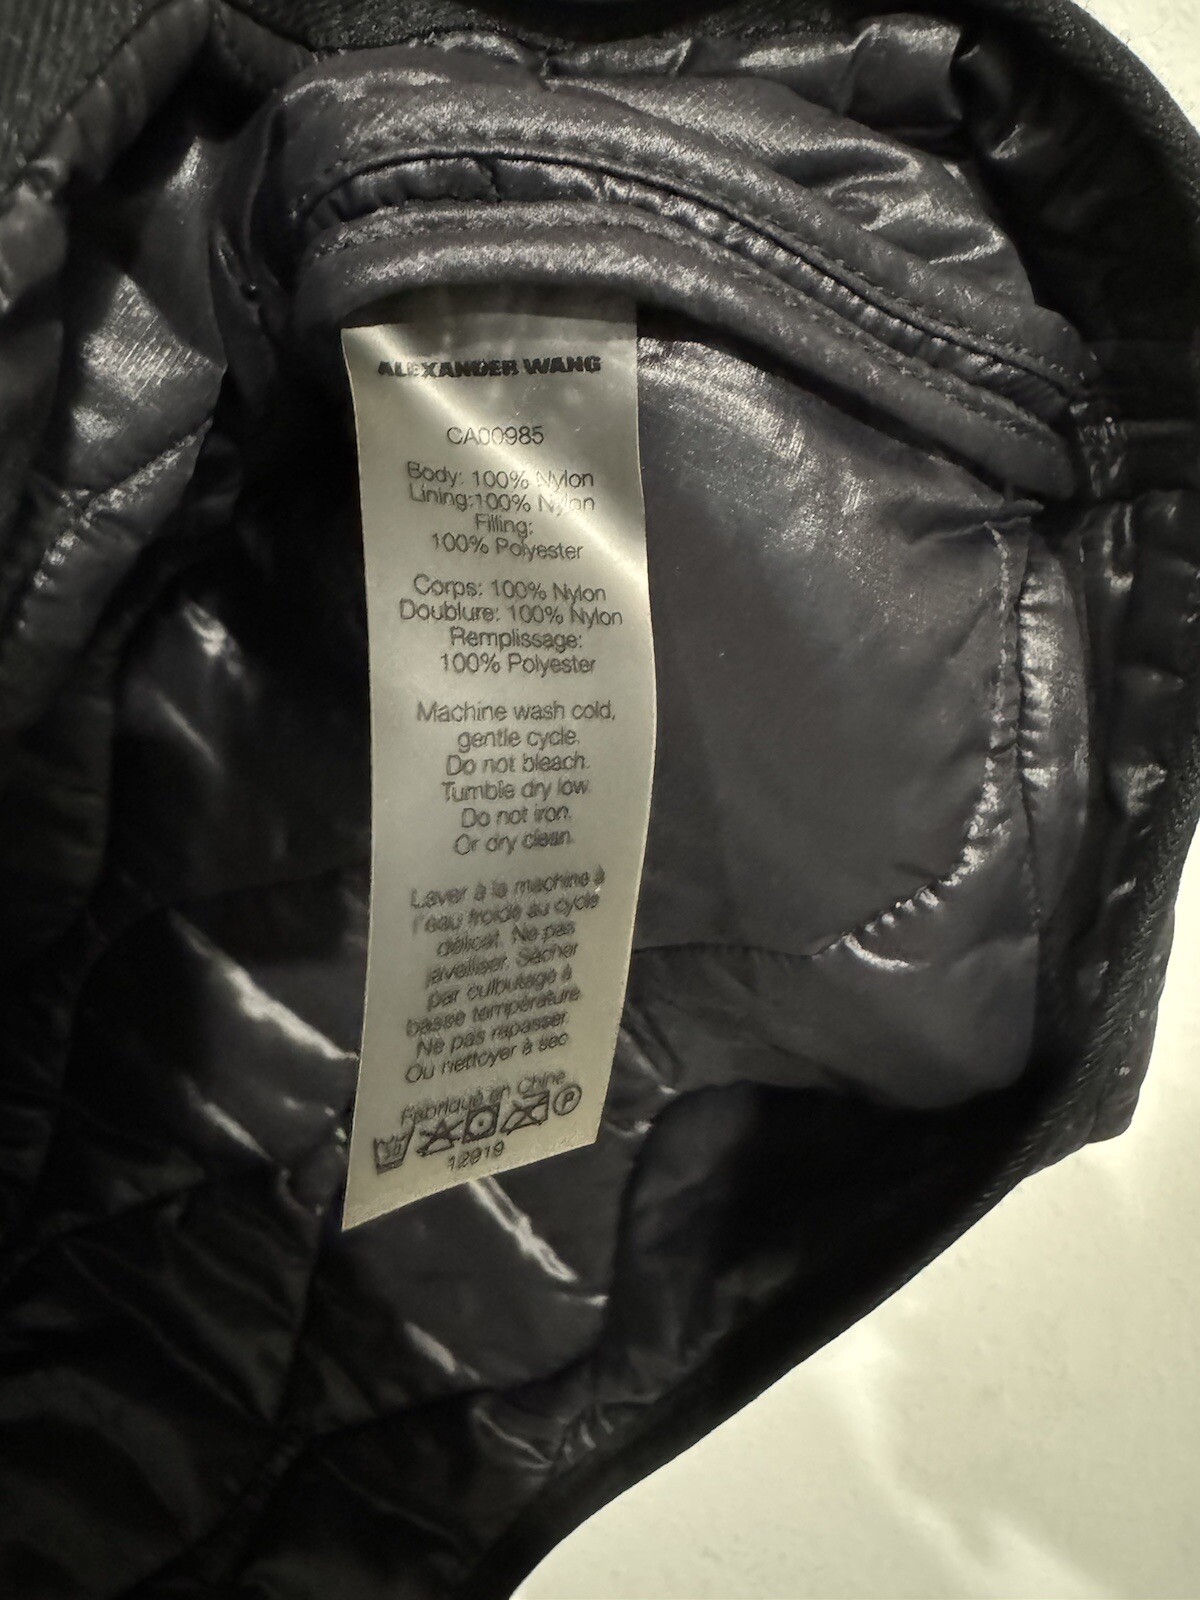 ALEXANDER WANG
CA00985
Body: 100% Nylon
Lining:100% Nylon
Filling:
100% Polyester
Corps: 100% Nylon
Doublure: 100% Nylon
Remplissage:
100% Polyester
Machine wash cold,
gentle cycle.
Do not bleach.
Tumble dry low.
Do not iron.
Or dry clean.
Laver à la machine à
l'eau froide au cycle
délicat. Ne pas
javelliser. Sécher
par culbutage à
basse température
Ne pas repasser.
Ou nettoyer à sec
Fabriqué en Chine
30 P
12919